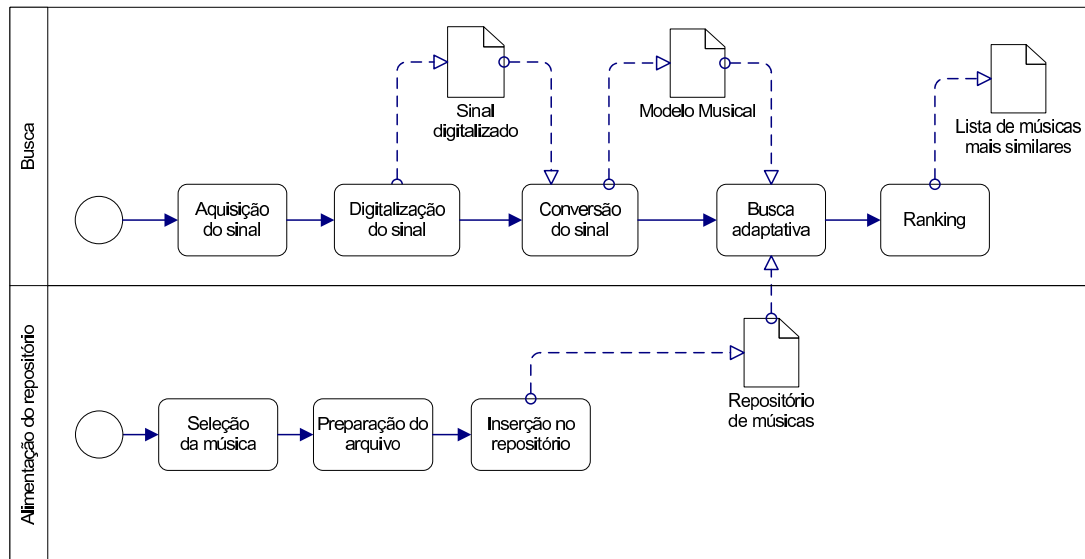 Busca
Sinal
digitalizado
Modelo Musical
Lista de músicas
mais similares
Aquisição
do sinal
Digitalização
do sinal
Conversão
do sinal
Busca
adaptativa
Ranking
Alimentação do repositório
Seleção
da música
Preparação do
arquivo
Inserção no
repositório
Repositório
de músicas